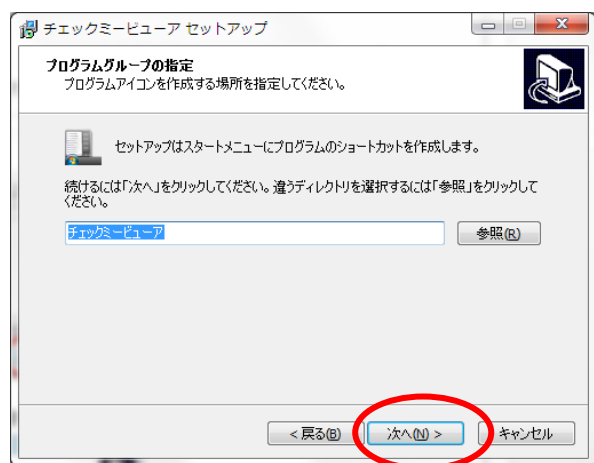 チェックミービューア セットアップ
プログラムグループの指定
プログラムアイコンを作成する場所を指定してください。
セットアップはスタートメニューにプログラムのショートカットを作成します。
続けるには「次へ」をクリックしてください。違うディレクトリを選択するには「参照」をクリックして
ください。
チェックミービューア
参照(R)
< 戻る(B)
次へ(N) >
キャンセル